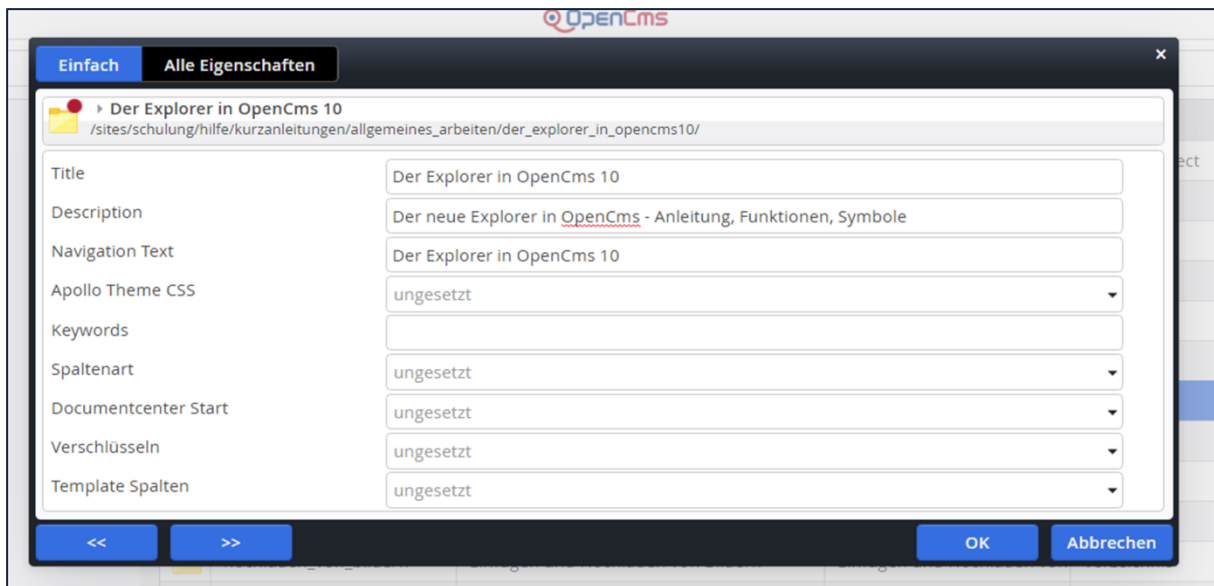 OpenCms
Einfach Alle Eigenschaften ×
Der Explorer in OpenCms 10
/sites/schulung/hilfe/kurzanleitungen/allgemeines_arbeiten/der_explorer_in_opencms10/
ect
Title Der Explorer in OpenCms 10
Description Der neue Explorer in OpenCms - Anleitung, Funktionen, Symbole
Navigation Text Der Explorer in OpenCms 10
Apollo Theme CSS ungesetzt
Keywords
Spaltenart ungesetzt
Documentcenter Start ungesetzt
Verschlüsseln ungesetzt
Template Spalten ungesetzt
<< >> OK Abbrechen